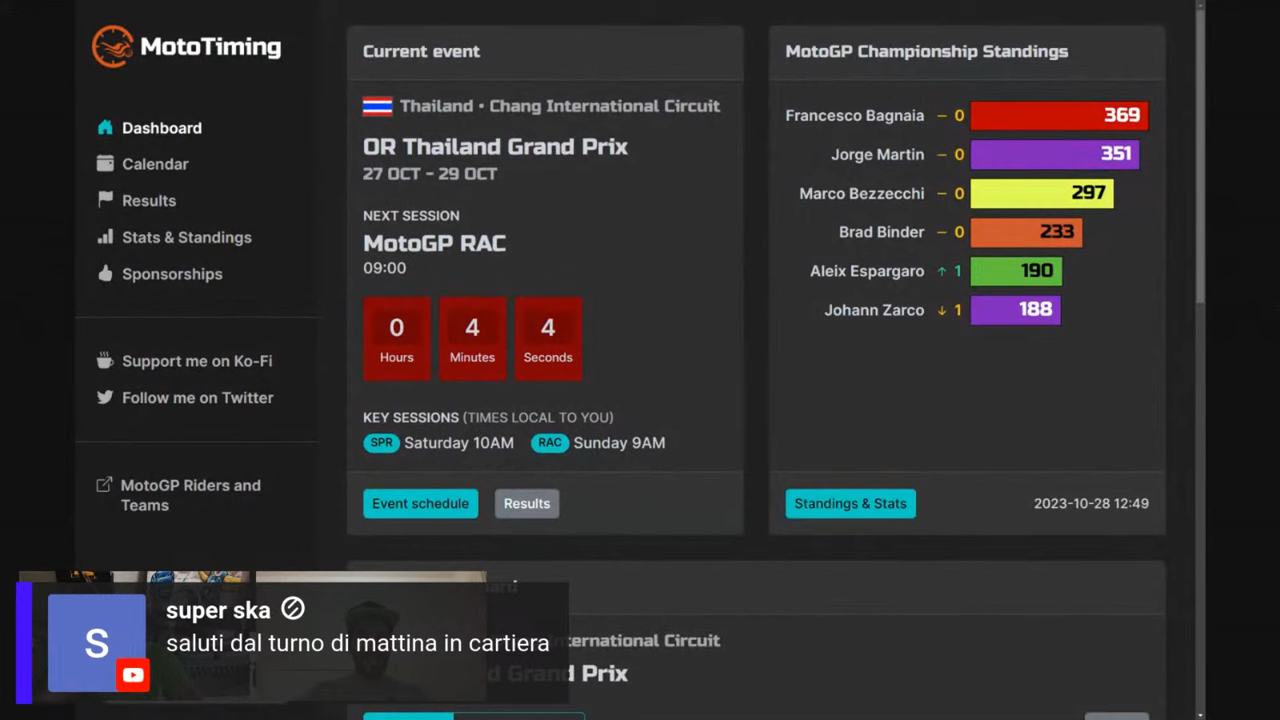 MotoTiming
Dashboard
Calendar
Results
Stats & Standings
Sponsorships
Support me on Ko-Fi
Follow me on Twitter
MotoGP Riders and
Teams
Current event
Thailand • Chang International Circuit
OR Thailand Grand Prix
27 OCT - 29 OCT
NEXT SESSION
MotoGP RAC
09:00
0 4 4
Hours Minutes Seconds
KEY SESSIONS (TIMES LOCAL TO YOU)
SPR Saturday 10AM RAC Sunday 9AM
Event schedule Results
MotoGP Championship Standings
Francesco Bagnaia – 0 369
Jorge Martin – 0 351
Marco Bezzecchi – 0 297
Brad Binder – 0 233
Aleix Espargaro ↑ 1 190
Johann Zarco ↓ 1 188
Standings & Stats 2023-10-28 12:49
ternational Circuit
d Grand Prix
super ska
S
saluti dal turno di mattina in cartiera